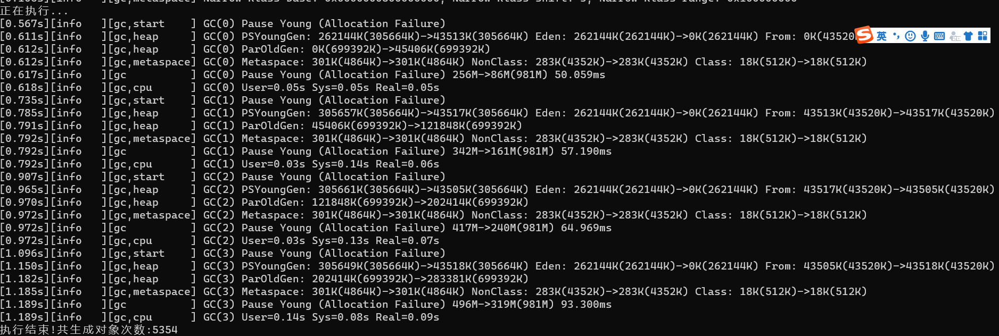 正在执行...
[0.567s][info   ][gc,start    ] GC(0) Pause Young (Allocation Failure)
[0.611s][info   ][gc,heap     ] GC(0) PSYoungGen: 262144K(305664K)->43513K(305664K) Eden: 262144K(262144K)->0K(262144K) From: 0K(43520
英
[0.612s][info   ][gc,heap     ] GC(0) ParOldGen: 0K(699392K)->45406K(699392K)
[0.612s][info   ][gc,metaspace] GC(0) Metaspace: 301K(4864K)->301K(4864K) NonClass: 283K(4352K)->283K(4352K) Class: 18K(512K)->18K(512K)
[0.617s][info   ][gc          ] GC(0) Pause Young (Allocation Failure) 256M->86M(981M) 50.059ms
[0.618s][info   ][gc,cpu      ] GC(0) User=0.05s Sys=0.05s Real=0.05s
[0.735s][info   ][gc,start    ] GC(1) Pause Young (Allocation Failure)
[0.785s][info   ][gc,heap     ] GC(1) PSYoungGen: 305657K(305664K)->43517K(305664K) Eden: 262144K(262144K)->0K(262144K) From: 43513K(43520K)->43517K(43520K)
[0.791s][info   ][gc,heap     ] GC(1) ParOldGen: 45406K(699392K)->121848K(699392K)
[0.792s][info   ][gc,metaspace] GC(1) Metaspace: 301K(4864K)->301K(4864K) NonClass: 283K(4352K)->283K(4352K) Class: 18K(512K)->18K(512K)
[0.792s][info   ][gc          ] GC(1) Pause Young (Allocation Failure) 342M->161M(981M) 57.190ms
[0.792s][info   ][gc,cpu      ] GC(1) User=0.03s Sys=0.14s Real=0.06s
[0.907s][info   ][gc,start    ] GC(2) Pause Young (Allocation Failure)
[0.965s][info   ][gc,heap     ] GC(2) PSYoungGen: 305661K(305664K)->43505K(305664K) Eden: 262144K(262144K)->0K(262144K) From: 43517K(43520K)->43505K(43520K)
[0.970s][info   ][gc,heap     ] GC(2) ParOldGen: 121848K(699392K)->202414K(699392K)
[0.972s][info   ][gc,metaspace] GC(2) Metaspace: 301K(4864K)->301K(4864K) NonClass: 283K(4352K)->283K(4352K) Class: 18K(512K)->18K(512K)
[0.972s][info   ][gc          ] GC(2) Pause Young (Allocation Failure) 417M->240M(981M) 64.969ms
[0.972s][info   ][gc,cpu      ] GC(2) User=0.03s Sys=0.13s Real=0.07s
[1.096s][info   ][gc,start    ] GC(3) Pause Young (Allocation Failure)
[1.150s][info   ][gc,heap     ] GC(3) PSYoungGen: 305649K(305664K)->43518K(305664K) Eden: 262144K(262144K)->0K(262144K) From: 43505K(43520K)->43518K(43520K)
[1.182s][info   ][gc,heap     ] GC(3) ParOldGen: 202414K(699392K)->283381K(699392K)
[1.185s][info   ][gc,metaspace] GC(3) Metaspace: 301K(4864K)->301K(4864K) NonClass: 283K(4352K)->283K(4352K) Class: 18K(512K)->18K(512K)
[1.189s][info   ][gc          ] GC(3) Pause Young (Allocation Failure) 496M->319M(981M) 93.300ms
[1.189s][info   ][gc,cpu      ] GC(3) User=0.14s Sys=0.08s Real=0.09s
执行结束!共生成对象次数:5354